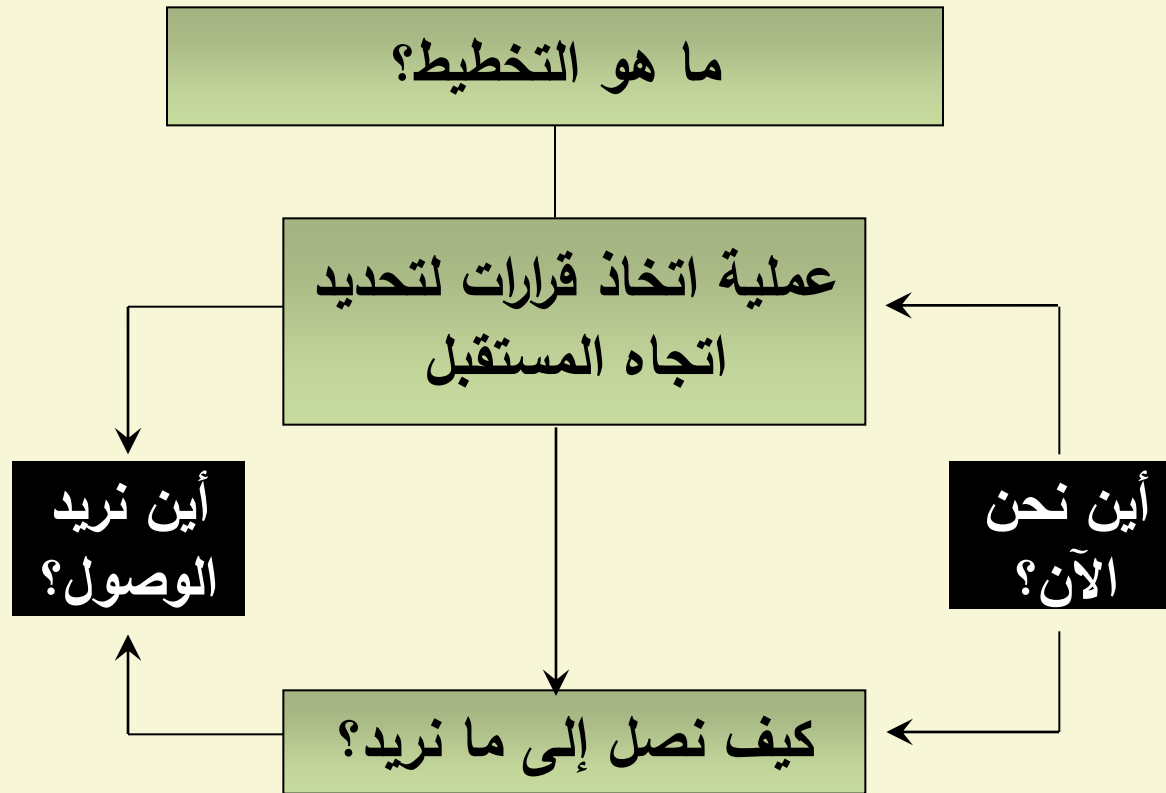 ما هو التخطيط؟
عملية اتخاذ قرارات لتحديد
اتجاه المستقبل
أين نحن
الآن؟
أين نريد
الوصول؟
كيف نصل إلى ما نريد؟